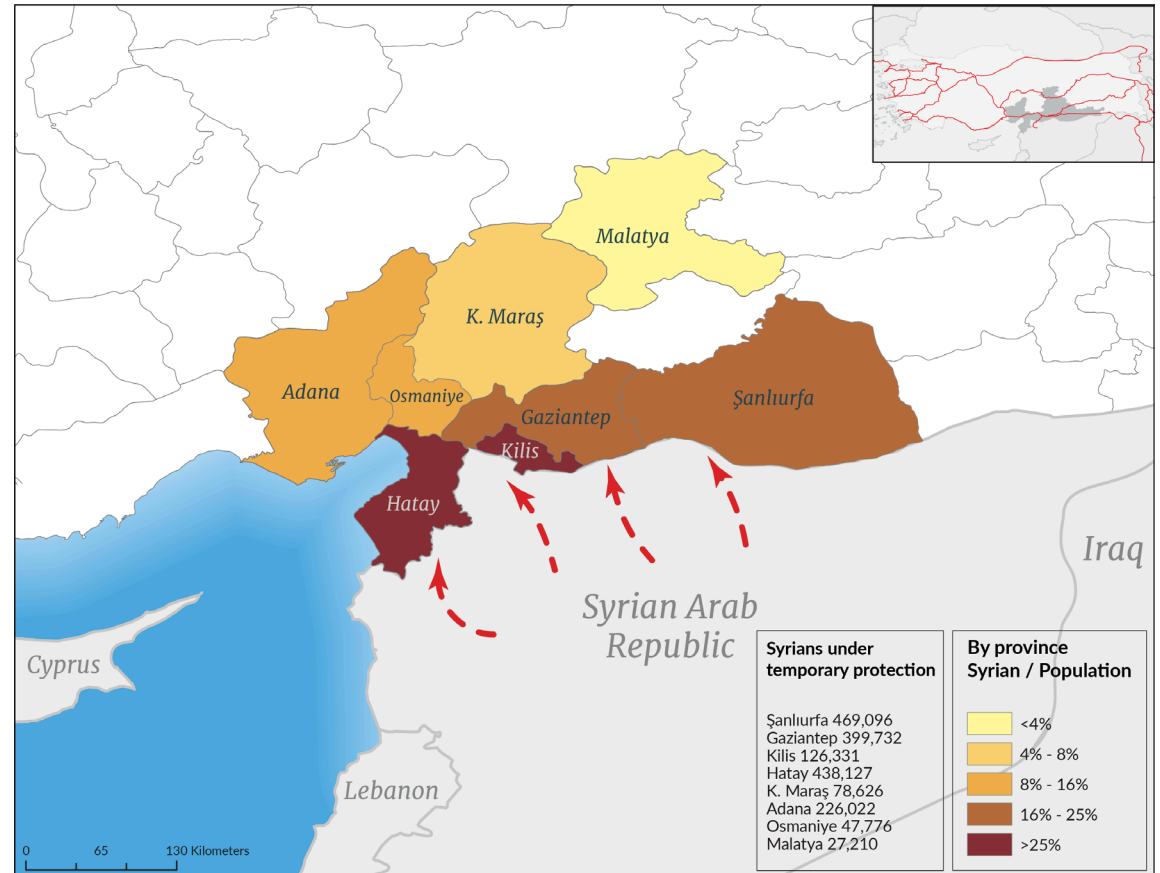 Malatya
K. Maraş
Adana
Osmaniye
Gaziantep
Şanlıurfa
Kilis
Hatay
Iraq
Syrian Arab
Republic
Cyprus
Lebanon
0 65 130 Kilometers
Syrians under
temporary protection
Şanlıurfa 469,096
Gaziantep 399,732
Kilis 126,331
Hatay 438,127
K. Maraş 78,626
Adana 226,022
Osmaniye 47,776
Malatya 27,210
By province
Syrian / Population
<4%
4% - 8%
8% - 16%
16% - 25%
>25%